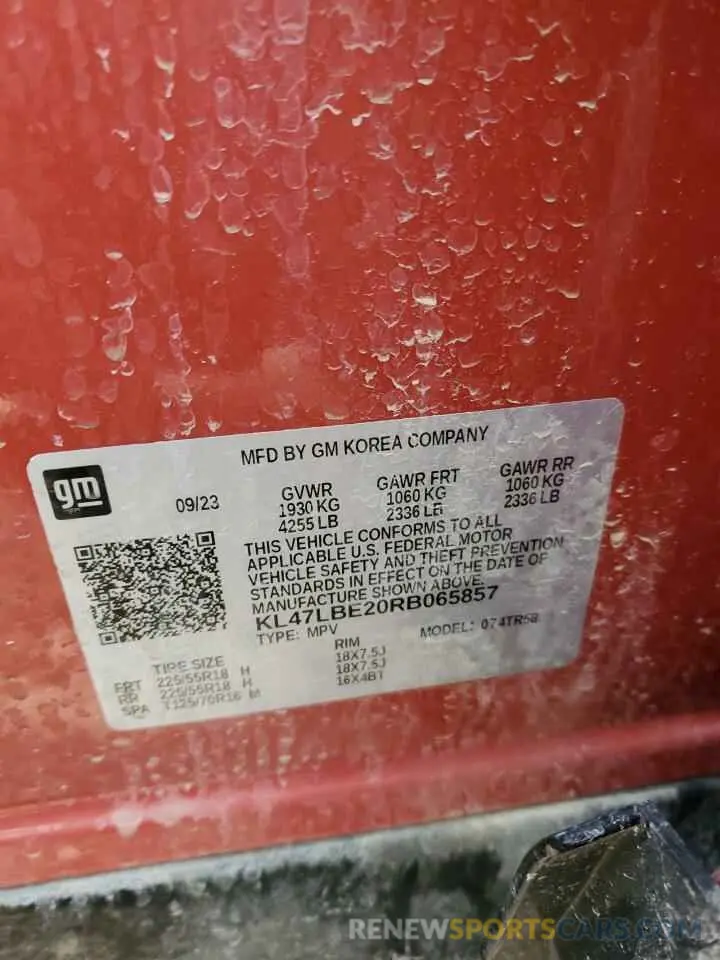 MFD BY GM KOREA COMPANY
gm
09/23
GVWR GAWR FRT GAWR RR
1930 KG 1060 KG 1060 KG
4255 LB 2336 LB 2336 LB
THIS VEHICLE CONFORMS TO ALL
APPLICABLE U.S. FEDERAL MOTOR
VEHICLE SAFETY AND THEFT PREVENTION
STANDARDS IN EFFECT ON THE DATE OF
MANUFACTURE SHOWN ABOVE.
KL47LBE20RB065857
TYPE: MPV MODEL: 074TR58
TIRE SIZE RIM
FRT 225/55R18 H 18X7.5J
RR 225/55R18 H 18X7.5J
SPA T125/70R16 M 16X4BT
RENEWSPORTSCARS.COM